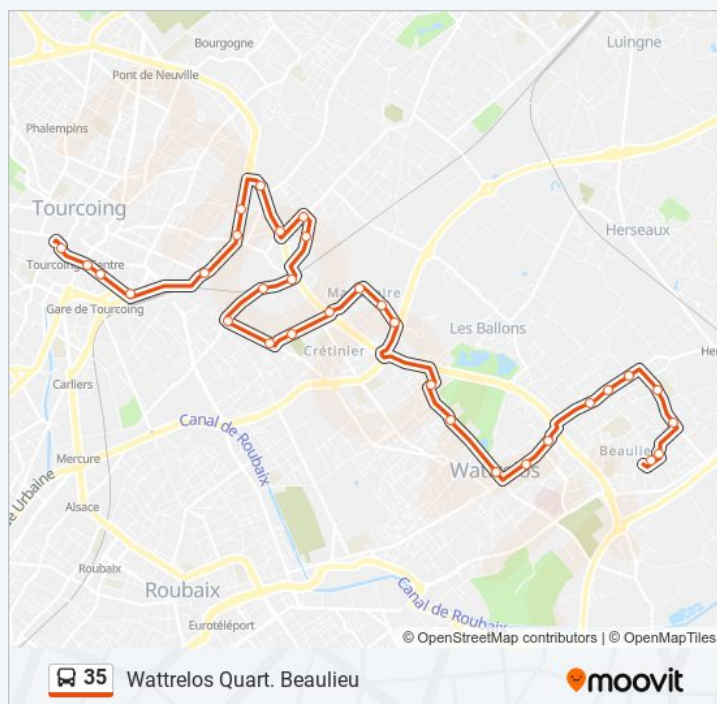 Bourgogne
Luingne
Pont de Neuville
Phalempins
Tourcoing
Herseaux
Tourcoing Centre
Gare de Tourcoing
Les Ballons
Crétinier
Carliers
Canal de Roubaix
Mercure
Wattrelos
Urbaine
Alsace
Roubaix
Roubaix
Canal de Roubaix
Eurotéléport
© OpenStreetMap contributors | © OpenMapTiles
35 Wattrelos Quart. Beaulieu
moovit